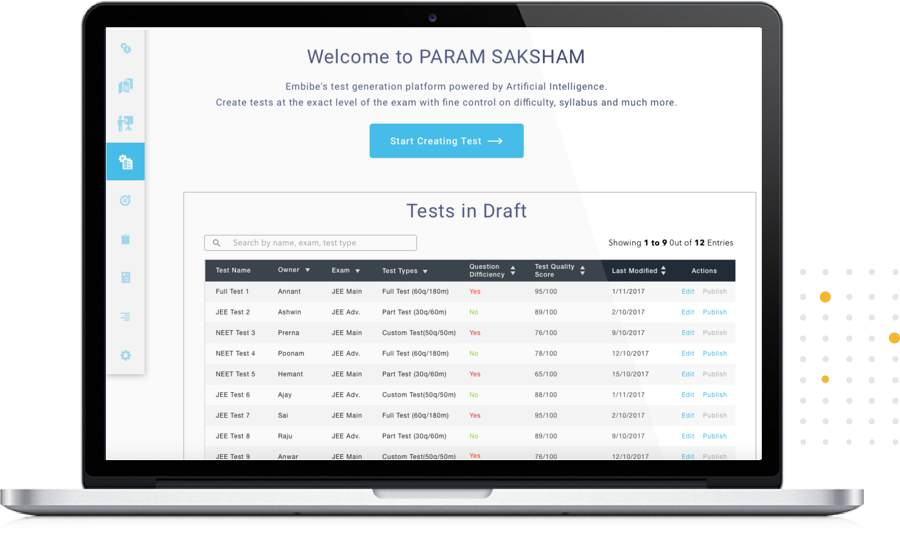 Welcome to PARAM SAKSHAM
Embibe's test generation platform powered by Artificial Intelligence.
Create tests at the exact level of the exam with fine control on difficulty, syllabus and much more.
Start Creating Test
Tests in Draft
Search by name, exam, test type
Showing 1 to 9 Out of 12 Entries
Test Name Owner Exam Test Types Question Difficiency Test Quality Score Last Modified Actions
Full Test 1 Annant JEE Main Full Test (60q/180m) Yes 95/100 1/11/2017 Edit Publish
JEE Test 2 Ashwin JEE Adv. Part Test (30q/60m) No 89/100 2/10/2017 Edit Publish
NEET Test 3 Prerna JEE Main Custom Test(50q/50m) Yes 76/100 9/10/2017 Edit Publish
NEET Test 4 Poonam JEE Adv. Full Test (60q/180m) No 78/100 12/10/2017 Edit Publish
NEET Test 5 Hemant JEE Main Part Test (30q/60m) Yes 65/100 15/10/2017 Edit Publish
JEE Test 6 Ajay JEE Adv. Custom Test(50q/50m) No 88/100 1/11/2017 Edit Publish
JEE Test 7 Sai JEE Main Full Test (60q/180m) Yes 95/100 2/10/2017 Edit Publish
JEE Test 8 Raju JEE Adv. Part Test (30q/60m) No 89/100 9/10/2017 Edit Publish
JEE Test 9 Anwar JEE Main Custom Test(50q/50m) Yes 76/100 12/10/2017 Edit Publish